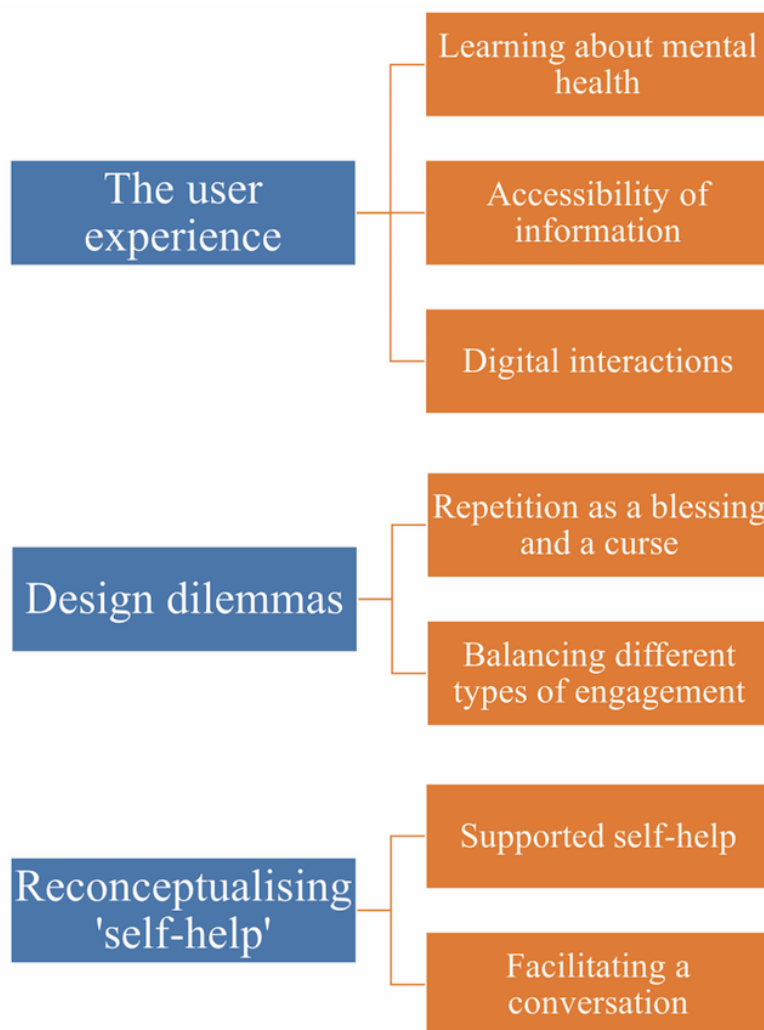 The user
experience
Learning about mental
health
Accessibility of
information
Digital interactions
Design dilemmas
Repetition as a blessing
and a curse
Balancing different
types of engagement
Reconceptualising
'self-help'
Supported self-help
Facilitating a
conversation